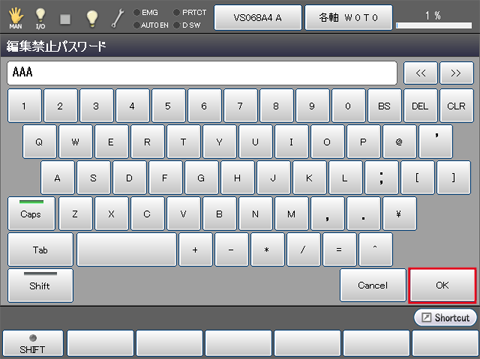 MAN I/O EMG PRTCT AUTO EN D SW VS068A4 A 各軸 W0T0 1 %
編集禁止パスワード
AAA << >>
1 2 3 4 5 6 7 8 9 0 BS DEL CLR
Q W E R T Y U I O P @ '
A S D F G H J K L ; [ ]
Caps Z X C V B N M , . ¥
Tab + - * / = ^
Shift Cancel OK
Shortcut
SHIFT